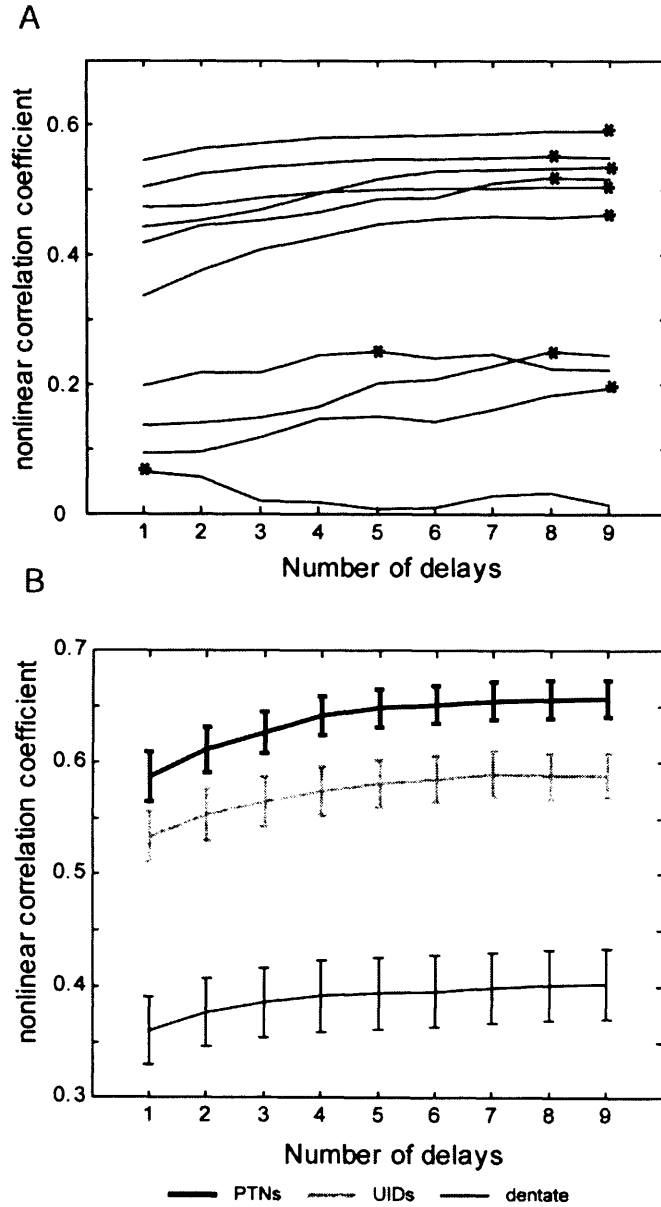 A
nonlinear correlation coefficient
0.6
0.4
0.2
0
1 2 3 4 5 6 7 8 9
Number of delays
B
nonlinear correlation coefficient
0.7
0.6
0.5
0.4
0.3
1 2 3 4 5 6 7 8 9
Number of delays
PTNs UIDs dentate